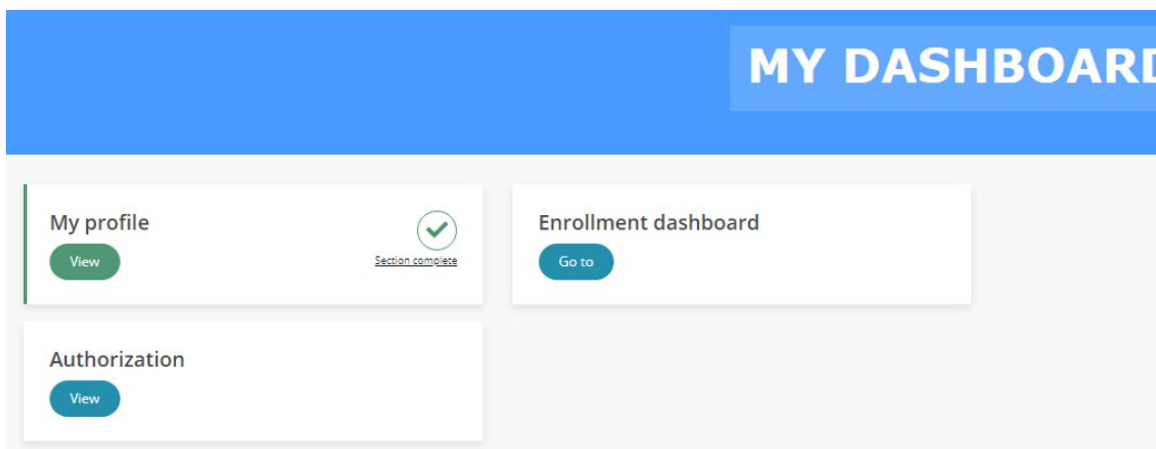 MY DASHBOARD
My profile
View
Section complete
Enrollment dashboard
Go to
Authorization
View